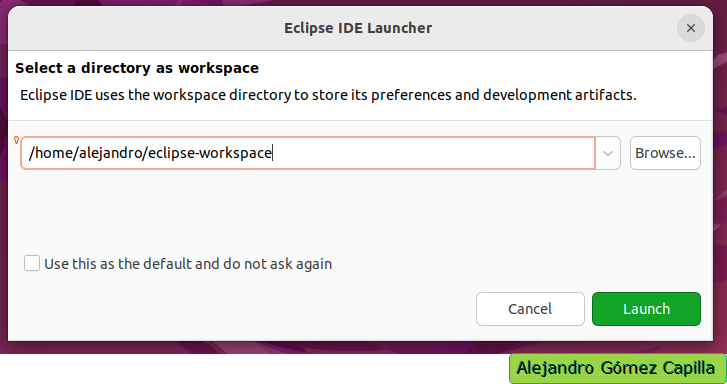 Eclipse IDE Launcher
Select a directory as workspace
Eclipse IDE uses the workspace directory to store its preferences and development artifacts.
/home/alejandro/eclipse-workspace
Browse...
Use this as the default and do not ask again
Cancel
Launch
Alejandro Gómez Capilla